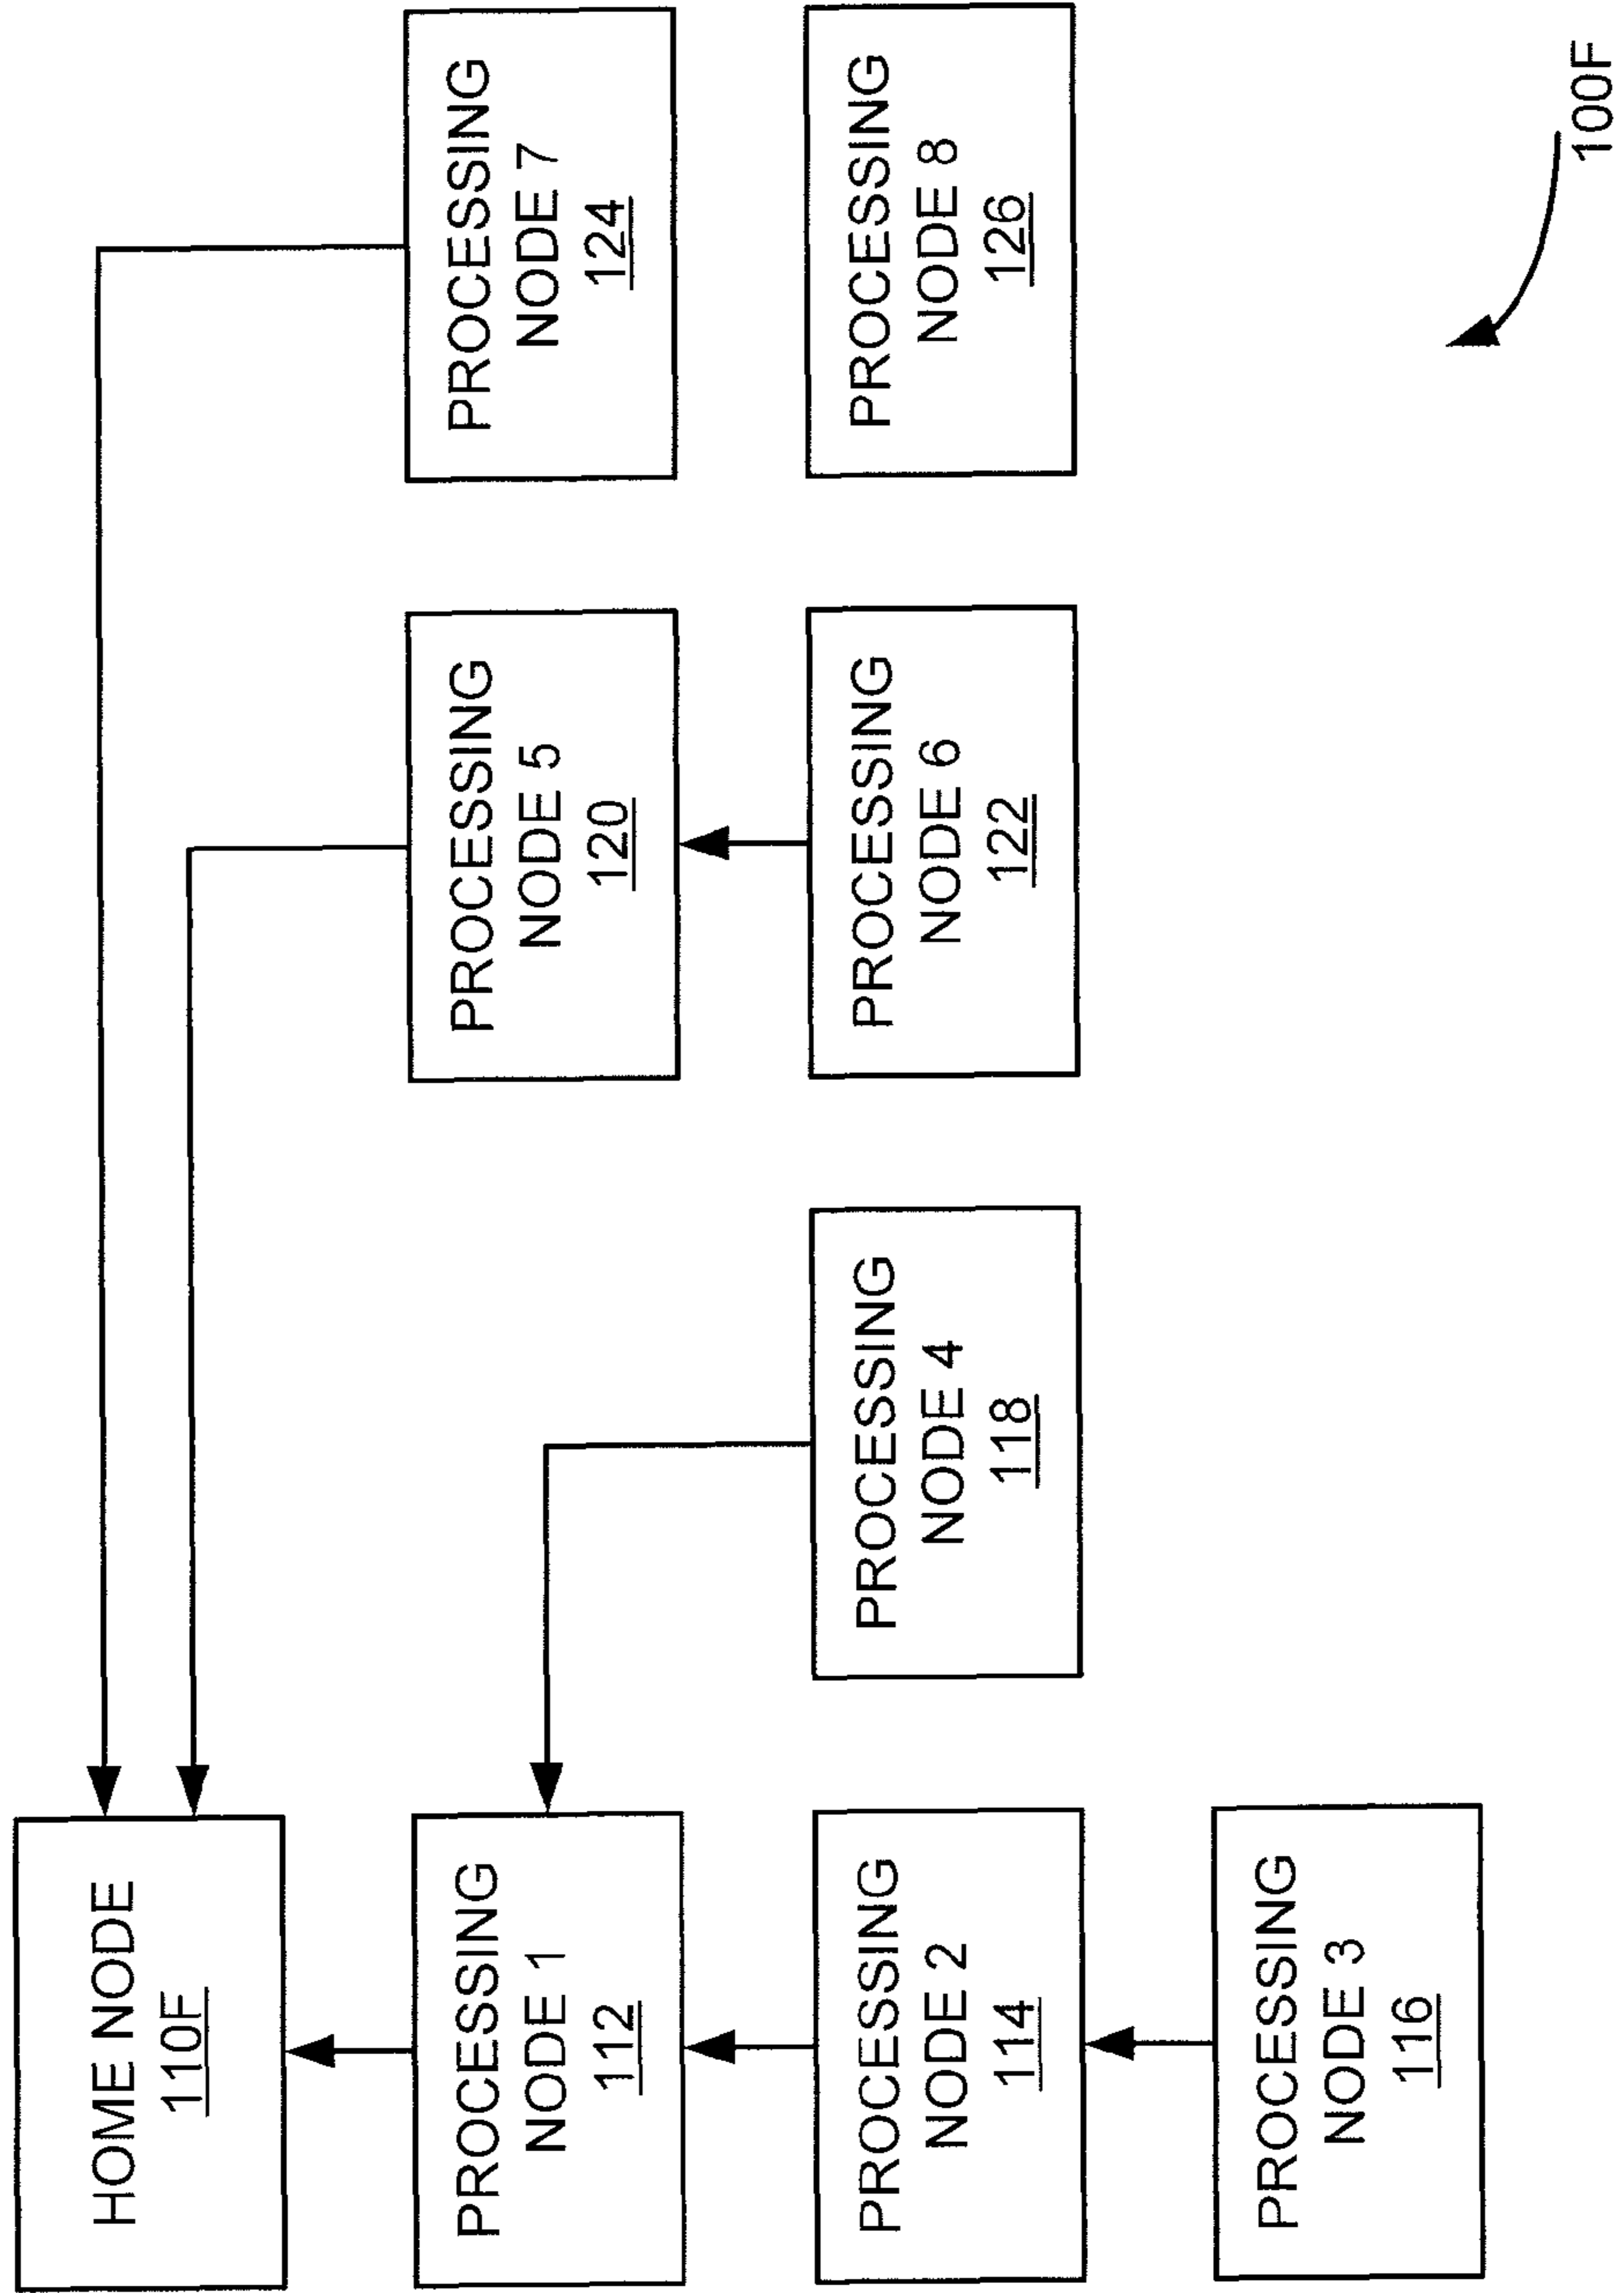 HOME NODE
110F
PROCESSING
NODE 1
112
PROCESSING
NODE 5
120
PROCESSING
NODE 7
124
PROCESSING
NODE 2
114
PROCESSING
NODE 4
118
PROCESSING
NODE 6
122
PROCESSING
NODE 8
126
PROCESSING
NODE 3
116
100F